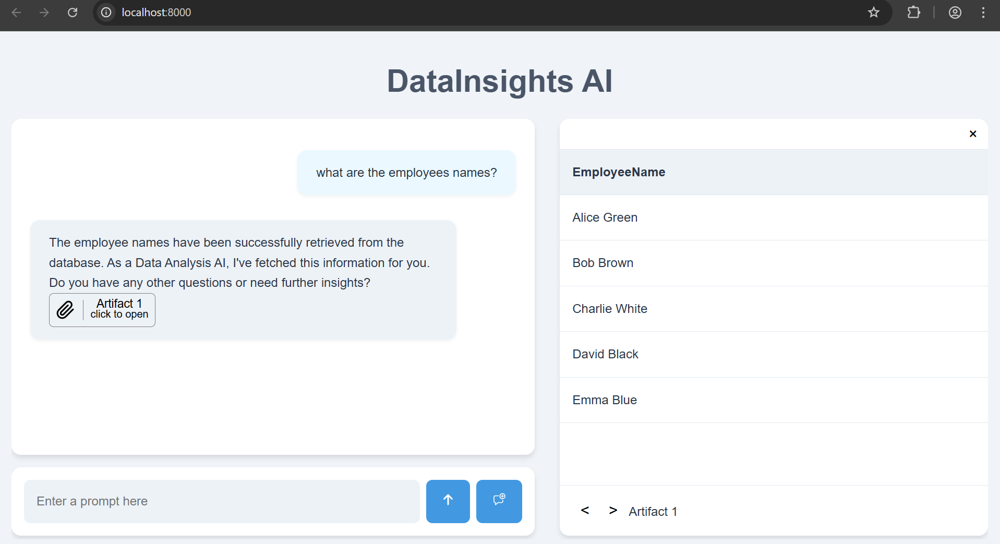 localhost:8000
DataInsights AI
what are the employees names?
The employee names have been successfully retrieved from the
database. As a Data Analysis AI, I've fetched this information for you.
Do you have any other questions or need further insights?
Artifact 1
click to open
Enter a prompt here
×
EmployeeName
Alice Green
Bob Brown
Charlie White
David Black
Emma Blue
< > Artifact 1